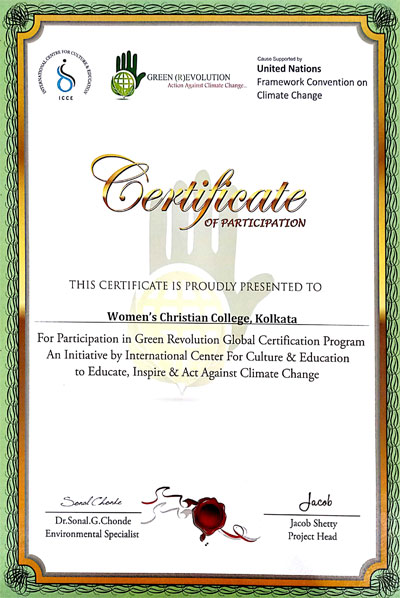 INTERNATIONAL CENTRE FOR CULTURE & EDUCATION
ICCE
GREEN (R)EVOLUTION
Action Against Climate Change...
Cause Supported by
United Nations
Framework Convention on
Climate Change
Certificate
OF PARTICIPATION
THIS CERTIFICATE IS PROUDLY PRESENTED TO
Women's Christian College, Kolkata
For Participation in Green Revolution Global Certification Program
An Initiative by International Center For Culture & Education
to Educate, Inspire & Act Against Climate Change
Sonal Chonde
Dr.Sonal.G.Chonde
Environmental Specialist
Jacob
Jacob Shetty
Project Head